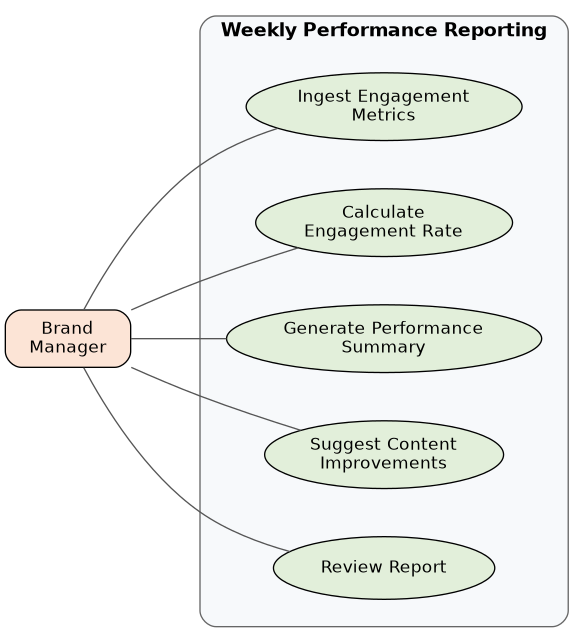 Weekly Performance Reporting
Ingest Engagement
Metrics
Calculate
Engagement Rate
Brand
Manager
Generate Performance
Summary
Suggest Content
Improvements
Review Report